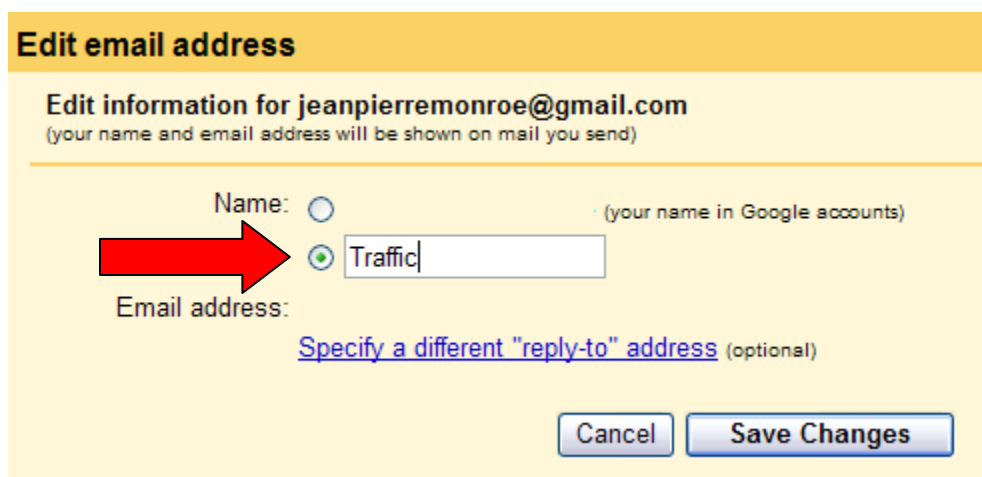 Edit email address
Edit information for jeanpierremonroe@gmail.com
(your name and email address will be shown on mail you send)
Name:
(your name in Google accounts)
Traffic
Email address:
Specify a different "reply-to" address (optional)
Cancel Save Changes